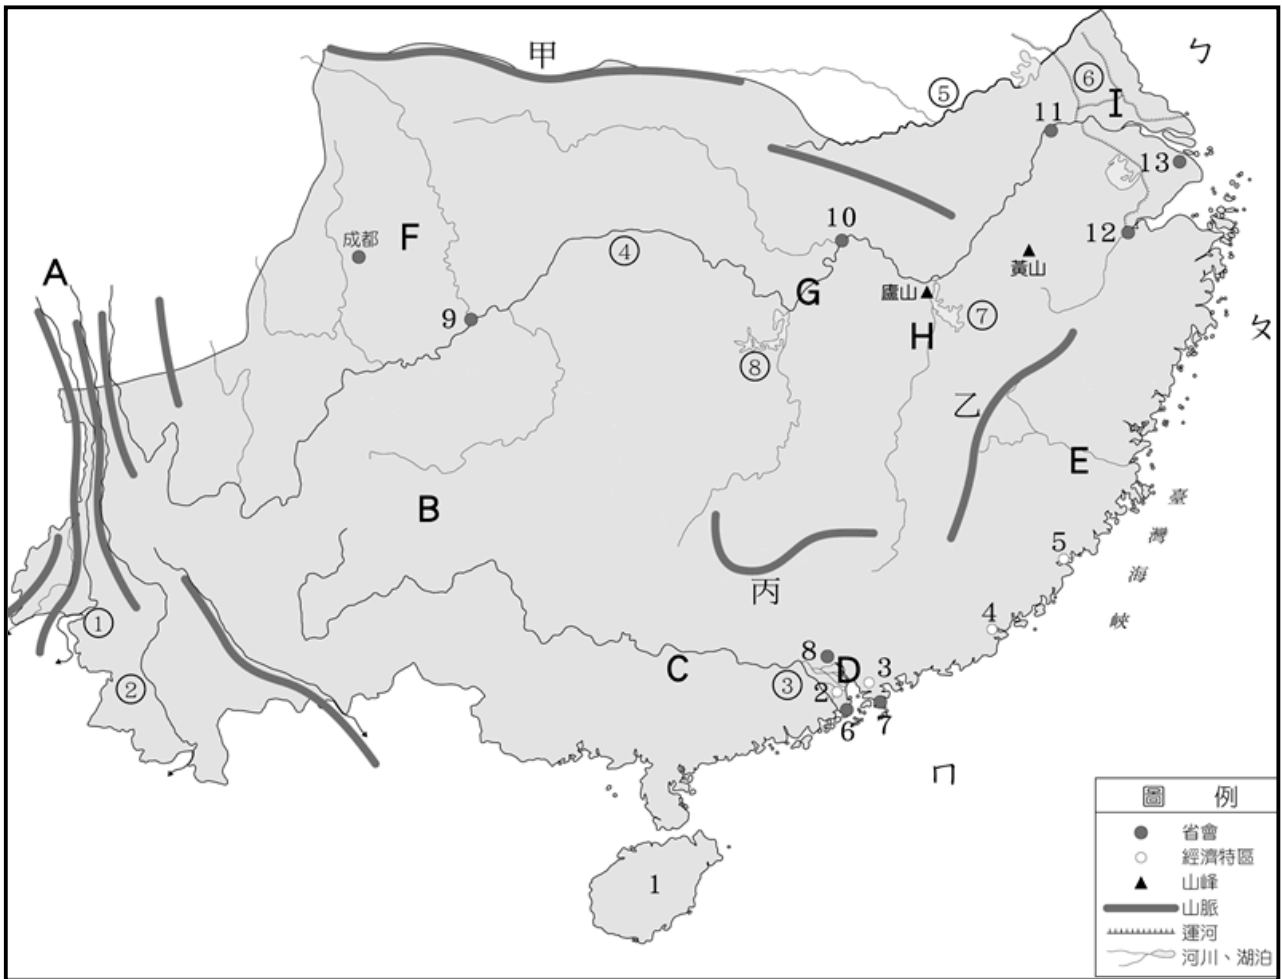 甲
ㄅ
⑤
⑥
I
11
13
A
成都
F
④
10
12
黃山
G
廬山
⑦
9
H
⑧
ㄆ
乙
E
B
臺
灣
海
峽
5
丙
①
4
②
C
8
D
3
③
2
6
7
ㄇ
1
圖 例
省會
經濟特區
山峰
山脈
運河
河川、湖泊